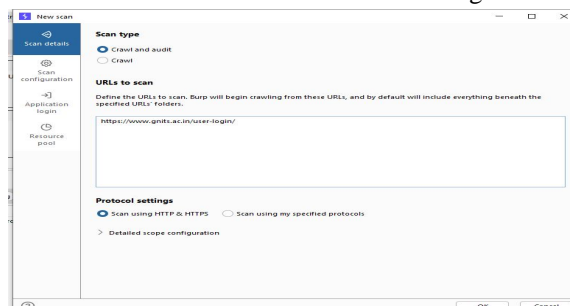 New scan
Scan details
Scan
configuration
Application
login
Resource
pool
Scan type
Crawl and audit
Crawl
URLs to scan
Define the URLs to scan. Burp will begin crawling from these URLs, and by default will include everything beneath the
specified URLs' folders.
https://www.gnits.ac.in/user-login/
Protocol settings
Scan using HTTP & HTTPS Scan using my specified protocols
> Detailed scope configuration
OK Cancel